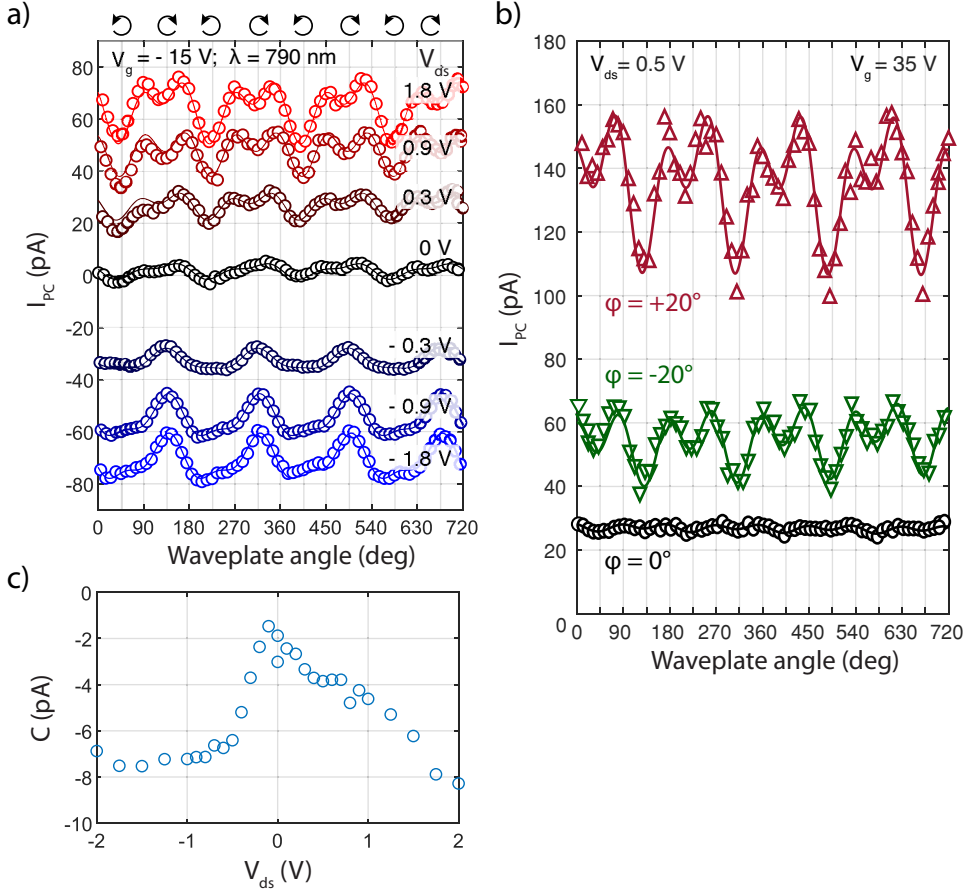 a)
V_g = - 15 V; λ = 790 nm
V_ds
1.8 V
0.9 V
0.3 V
0 V
- 0.3 V
- 0.9 V
- 1.8 V
80
60
40
20
0
-20
-40
-60
-80
I_PC (pA)
0 90 180 270 360 450 540 630 720
Waveplate angle (deg)
b)
V_ds = 0.5 V
V_g = 35 V
φ = +20°
φ = -20°
φ = 0°
180
160
140
120
100
80
60
40
20
0
I_PC (pA)
0 90 180 270 360 450 540 630 720
Waveplate angle (deg)
c)
0
-2
-4
-6
-8
-10
C (pA)
-2 -1 0 1 2
V_ds (V)